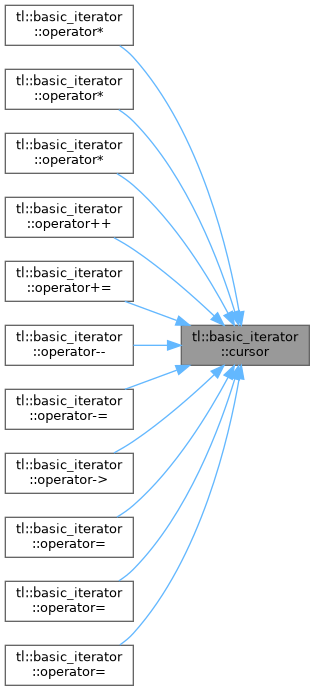 tl::basic_iterator
::operator*
tl::basic_iterator
::operator*
tl::basic_iterator
::operator*
tl::basic_iterator
::operator++
tl::basic_iterator
::operator+=
tl::basic_iterator
::operator--
tl::basic_iterator
::cursor
tl::basic_iterator
::operator-=
tl::basic_iterator
::operator->
tl::basic_iterator
::operator=
tl::basic_iterator
::operator=
tl::basic_iterator
::operator=